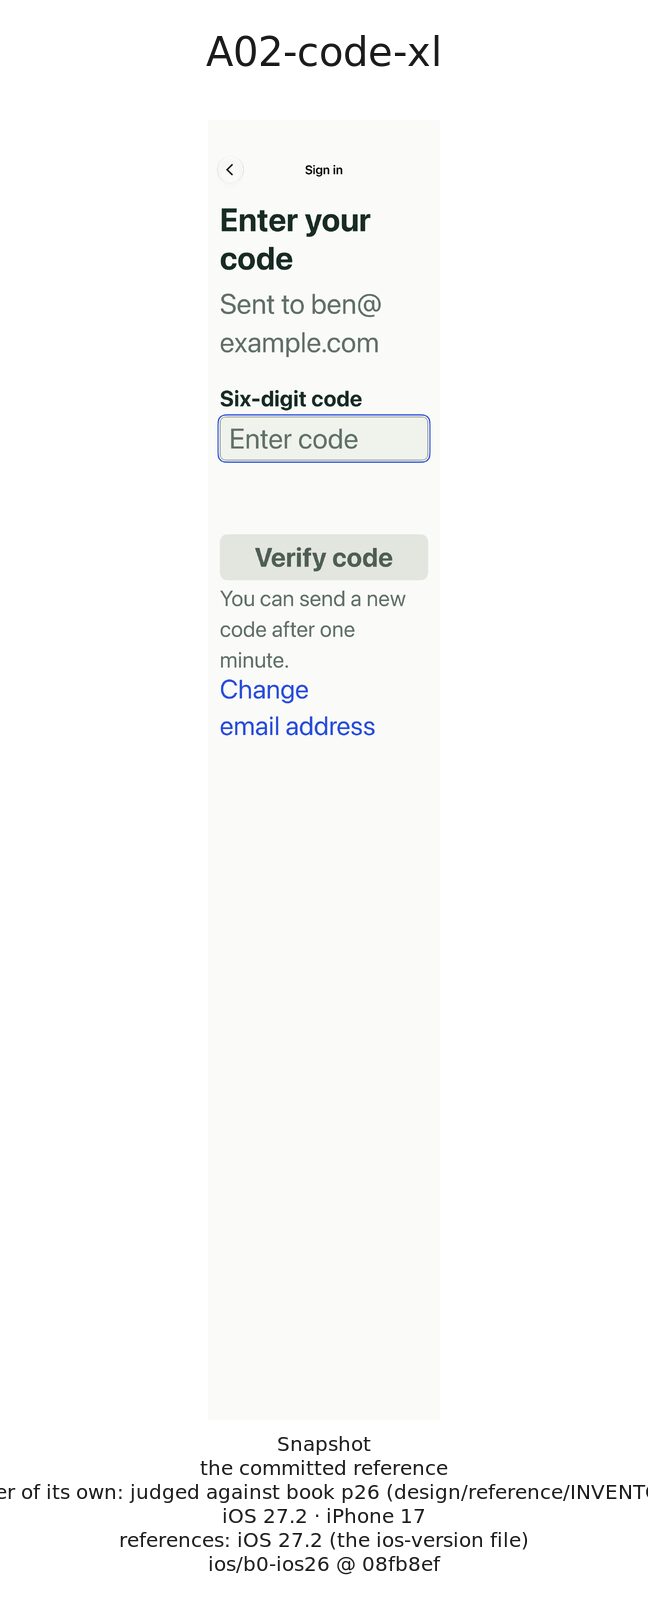 A02-code-xl
Sign in
Enter your
code
Sent to ben@
example.com
Six-digit code
Enter code
Verify code
You can send a new
code after one
minute.
Change
email address
Snapshot
the committed reference
of its own: judged against book p26 (design/reference/
iOS 27.2 · iPhone 17
references: iOS 27.2 (the ios-version file)
ios/b0-ios26 @ 08fb8ef